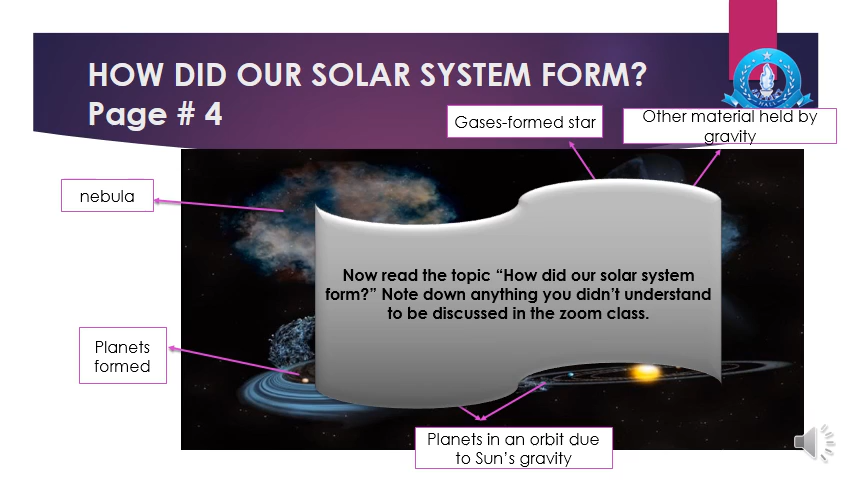 HOW DID OUR SOLAR SYSTEM FORM?
Page # 4
Gases-formed star
Other material held by
gravity
nebula
Now read the topic “How did our solar system
form?” Note down anything you didn’t understand
to be discussed in the zoom class.
Planets
formed
Planets in an orbit due
to Sun’s gravity